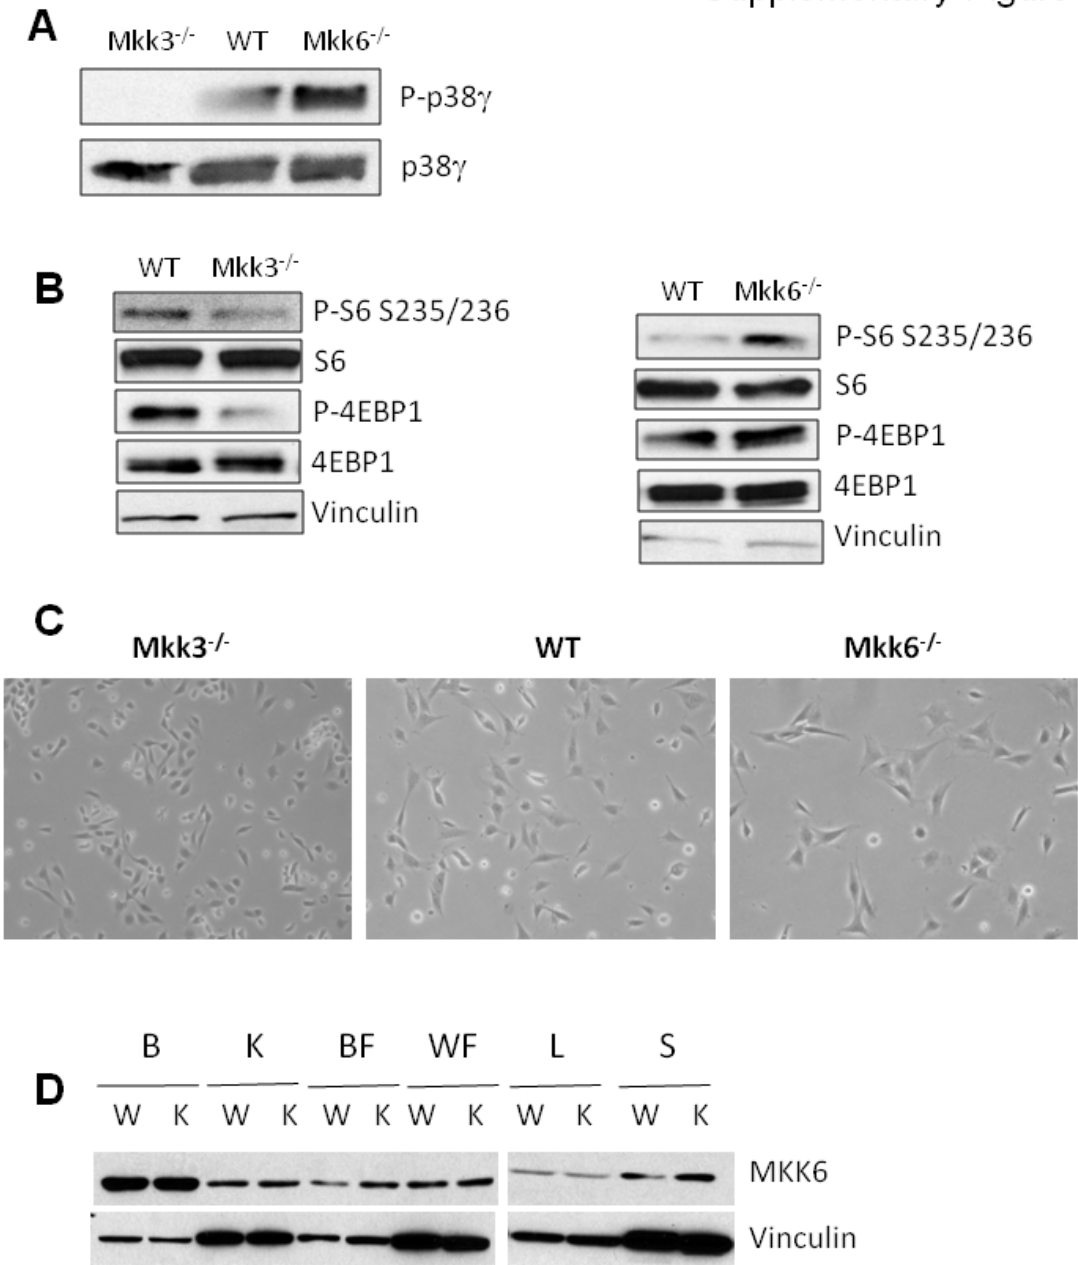 A
Mkk3-/- WT Mkk6-/-
P-p38γ
p38γ
B
WT Mkk3-/-
P-S6 S235/236
S6
P-4EBP1
4EBP1
Vinculin
WT Mkk6-/-
P-S6 S235/236
S6
P-4EBP1
4EBP1
Vinculin
C
Mkk3-/- WT Mkk6-/-
D
B K BF WF L S
W K W K W K W K W K W K
MKK6
Vinculin